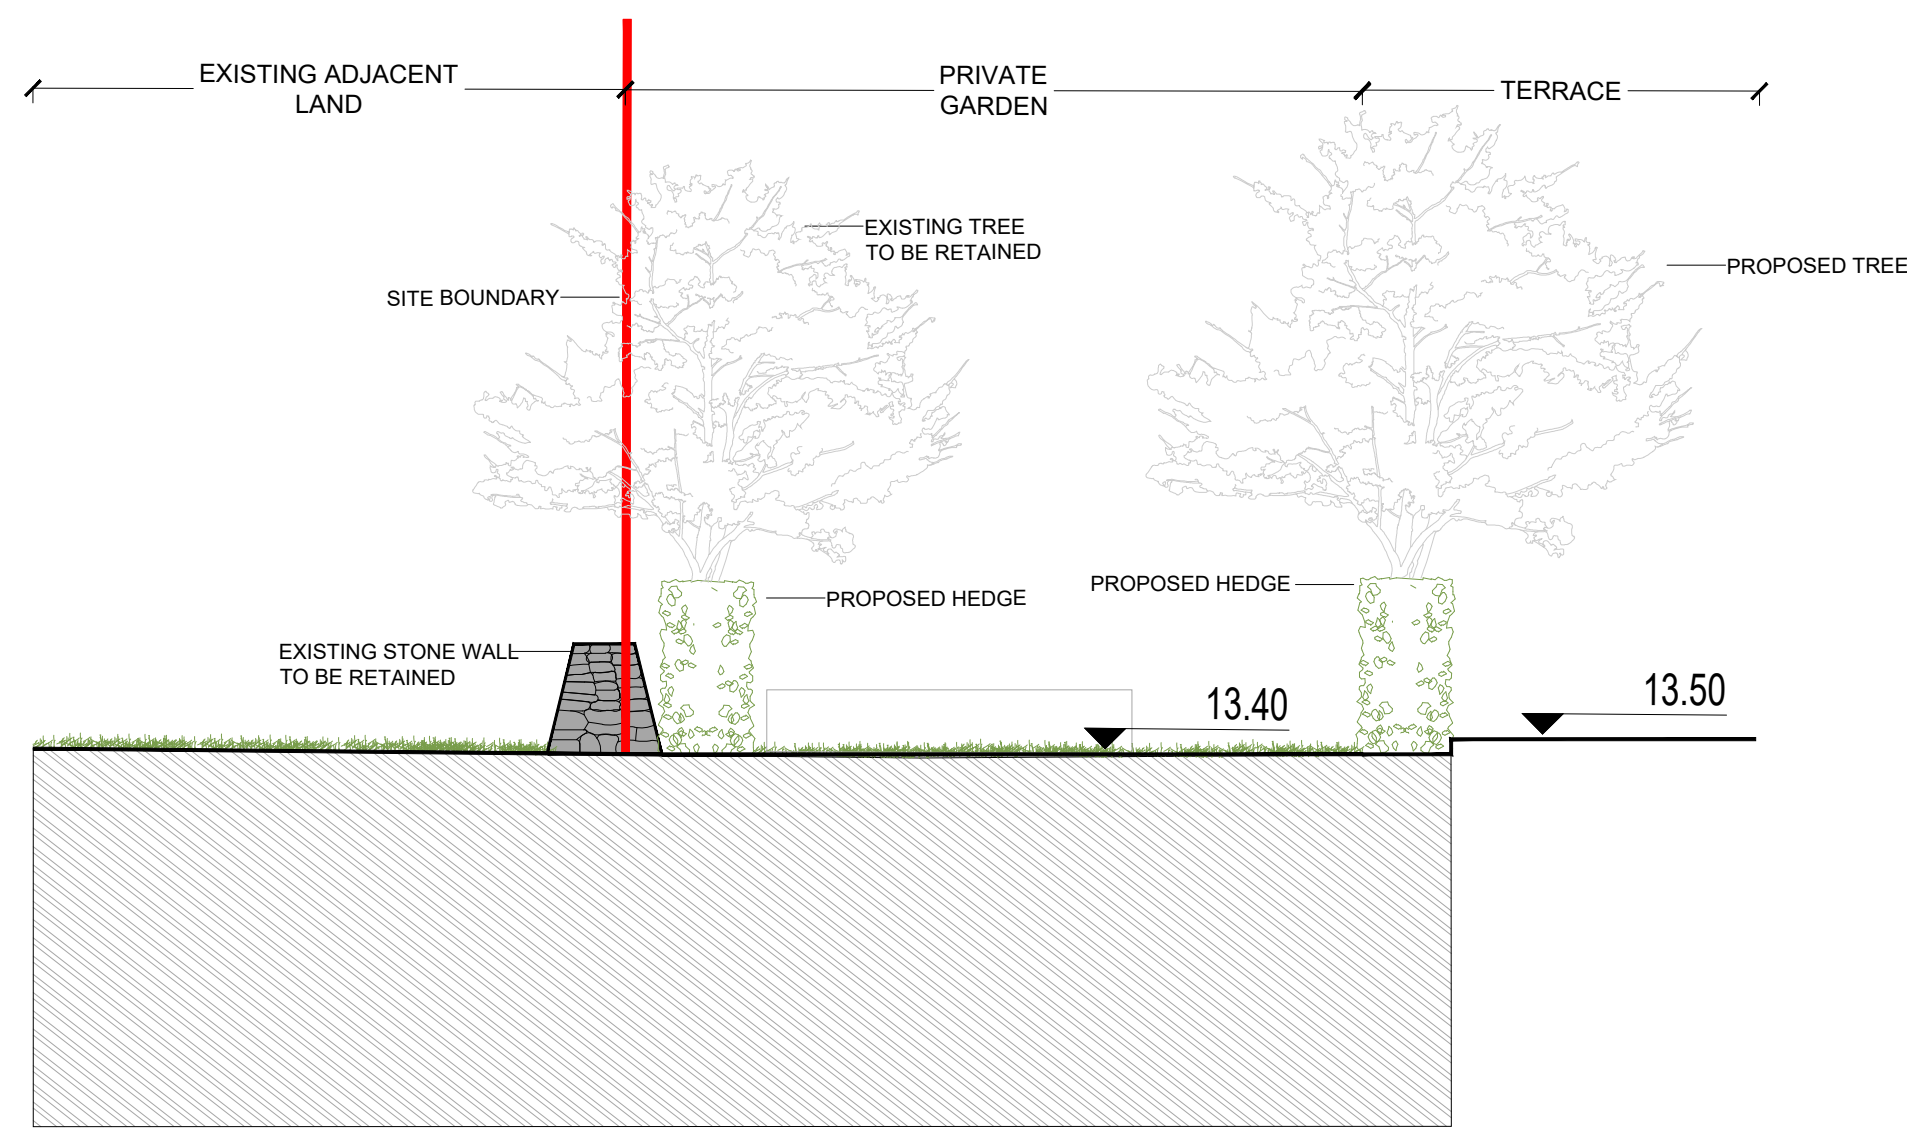 EXISTING ADJACENT
LAND
PRIVATE
GARDEN
TERRACE
EXISTING TREE
TO BE RETAINED
PROPOSED TREE
SITE BOUNDARY
PROPOSED HEDGE
PROPOSED HEDGE
EXISTING STONE WALL
TO BE RETAINED
13.40
13.50